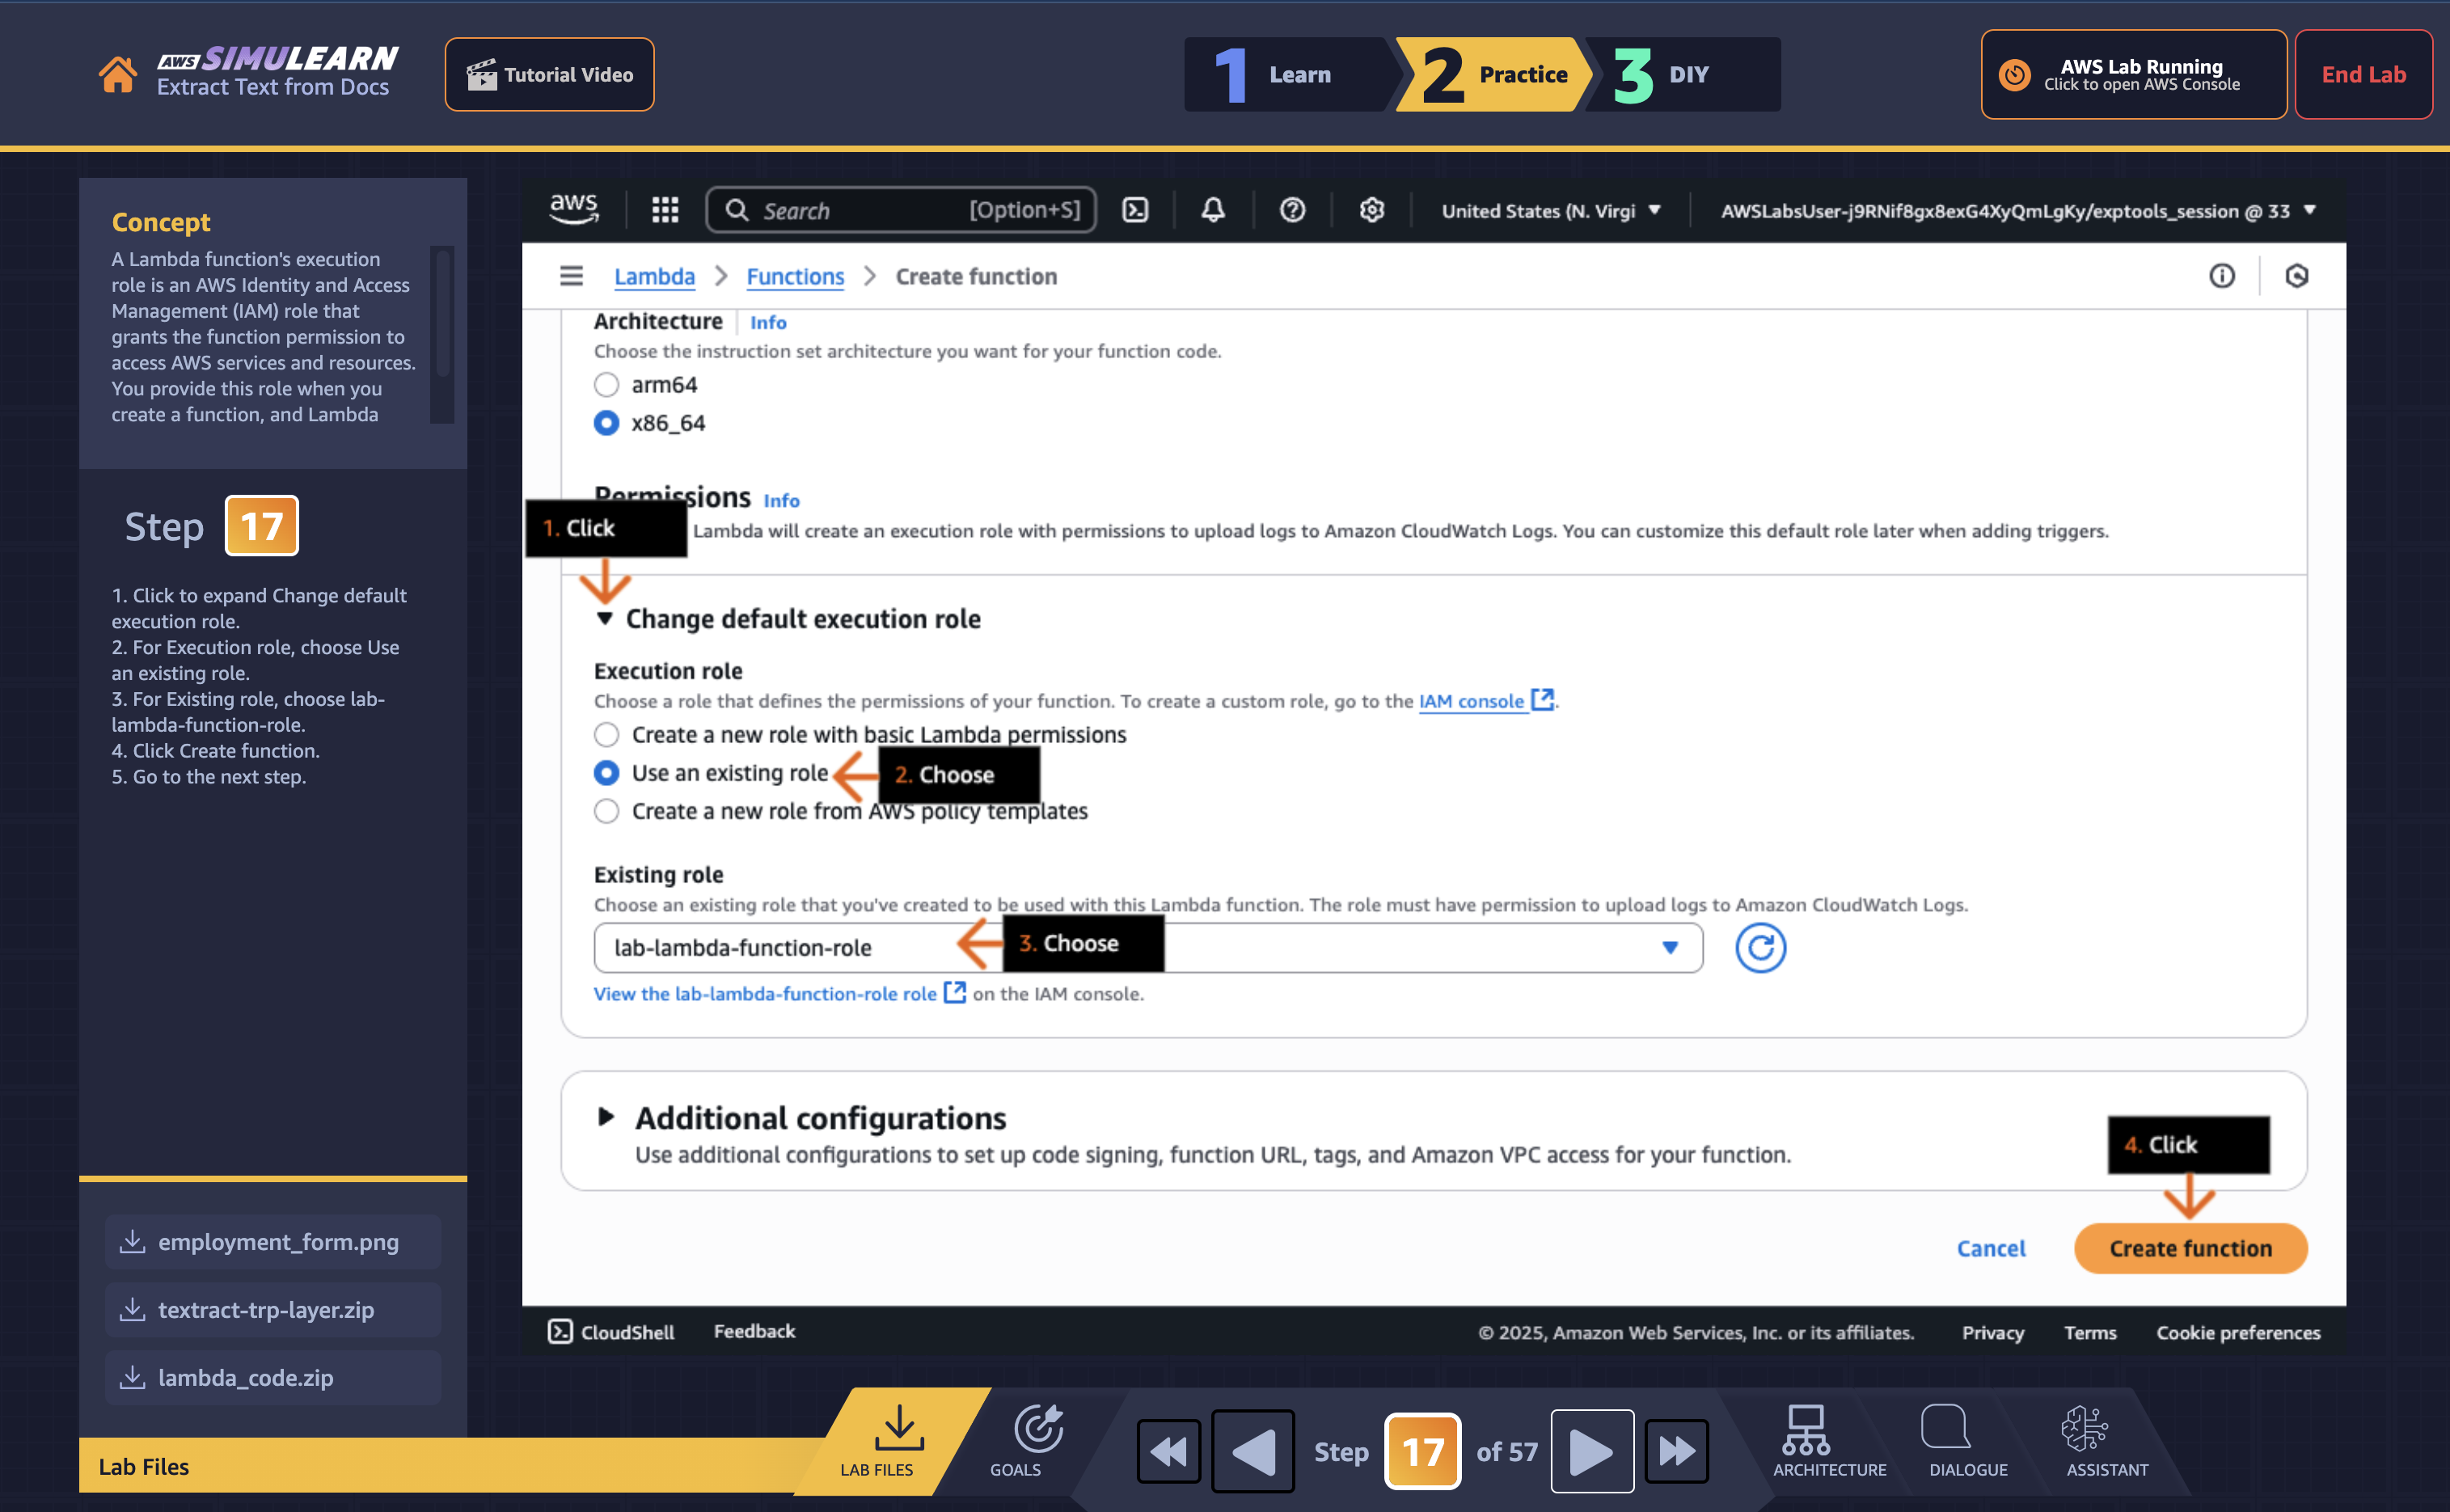 aws SIMULEARN
Extract Text from Docs
Tutorial Video
1 Learn
2 Practice
3 DIY
AWS Lab Running
Click to open AWS Console
End Lab
Concept
A Lambda function's execution
role is an AWS Identity and Access
Management (IAM) role that
grants the function permission to
access AWS services and resources.
You provide this role when you
create a function, and Lambda
Step 17
1. Click to expand Change default
execution role.
2. For Execution role, choose Use
an existing role.
3. For Existing role, choose lab-
lambda-function-role.
4. Click Create function.
5. Go to the next step.
employment_form.png
textract-trp-layer.zip
lambda_code.zip
Lab Files
aws
Search [Option+S]
United States (N. Virgi
AWSLabsUser-j9RNif8gx8exG4XyQmLgKy/exptools_session @ 33
Lambda > Functions > Create function
Architecture Info
Choose the instruction set architecture you want for your function code.
arm64
x86_64
Permissions Info
1. Click
Lambda will create an execution role with permissions to upload logs to Amazon CloudWatch Logs. You can customize this default role later when adding triggers.
Change default execution role
Execution role
Choose a role that defines the permissions of your function. To create a custom role, go to the IAM console.
Create a new role with basic Lambda permissions
Use an existing role
2. Choose
Create a new role from AWS policy templates
Existing role
Choose an existing role that you've created to be used with this Lambda function. The role must have permission to upload logs to Amazon CloudWatch Logs.
lab-lambda-function-role
3. Choose
View the lab-lambda-function-role role on the IAM console.
Additional configurations
Use additional configurations to set up code signing, function URL, tags, and Amazon VPC access for your function.
4. Click
Cancel
Create function
CloudShell
Feedback
© 2025, Amazon Web Services, Inc. or its affiliates.
Privacy
Terms
Cookie preferences
LAB FILES
GOALS
Step 17 of 57
ARCHITECTURE
DIALOGUE
ASSISTANT